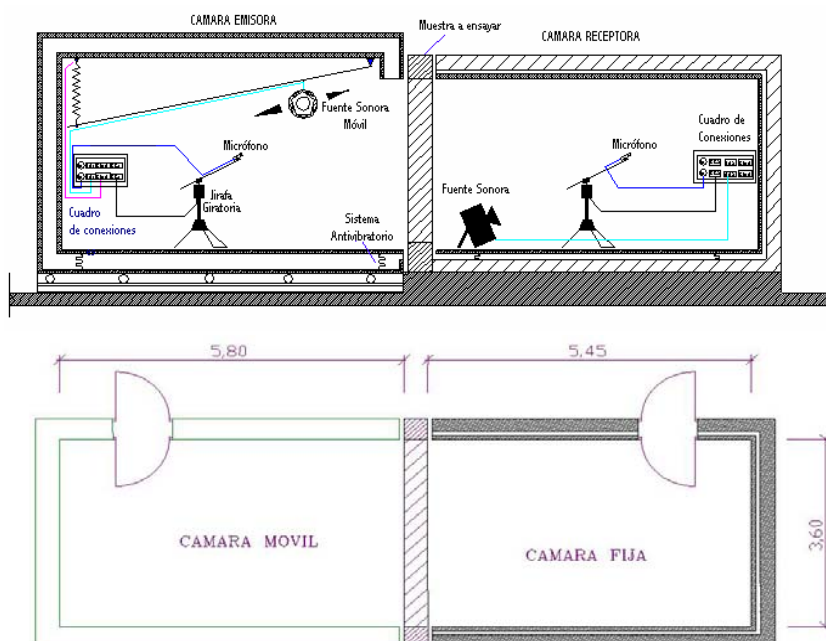 CAMARA EMISORA
Muestra a ensayar
CAMARA RECEPTORA
Fuente Sonora
Móvil
Micrófono
Jirafa
Giratoria
Cuadro
de conexiones
Sistema
Antivibratorio
Cuadro de
Conexiones
Micrófono
Fuente Sonora
5,80
5,45
CAMARA MOVIL
CAMARA FIJA
3,60